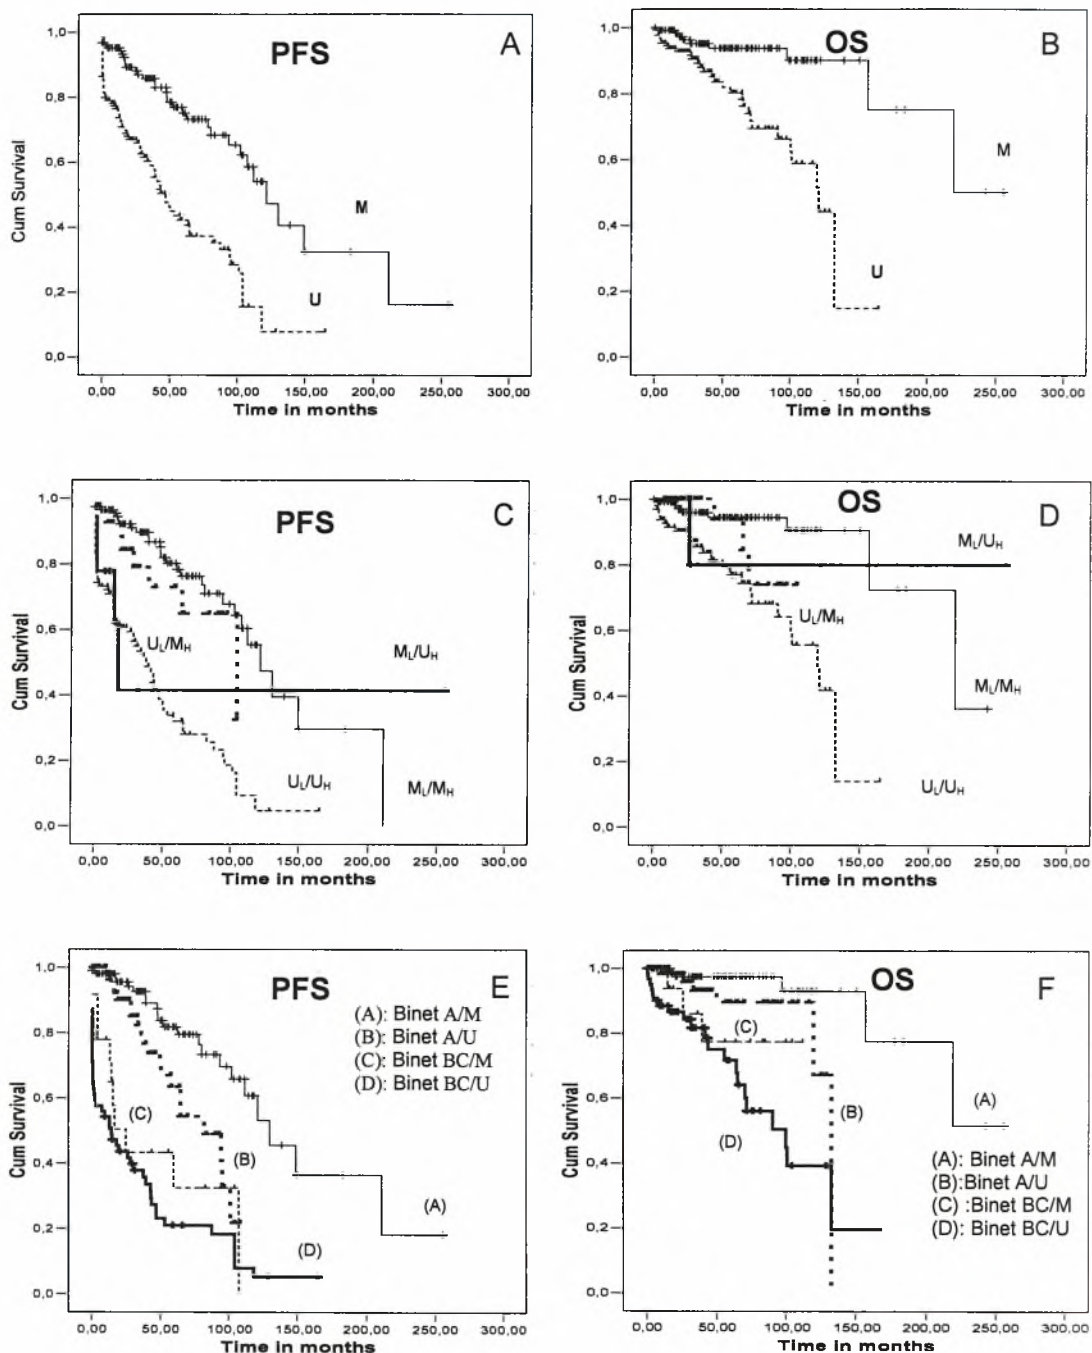 PFS
A
1,0
0,8
0,6
0,4
0,2
0,0
Cum Survival
M
U
0,00 50,00 100,00 150,00 200,00 250,00 300,00
Time in months
OS
B
1,0
0,8
0,6
0,4
0,2
0,0
Cum Survival
M
U
0,00 50,00 100,00 150,00 200,00 250,00 300,00
Time in months
PFS
C
1,0
0,8
0,6
0,4
0,2
0,0
Cum Survival
UL/MH
ML/UH
UL/UH
ML/MH
0,00 50,00 100,00 150,00 200,00 250,00 300,00
Time in months
OS
D
1,0
0,8
0,6
0,4
0,2
0,0
Cum Survival
ML/UH
UL/MH
ML/MH
UL/UH
0,00 50,00 100,00 150,00 200,00 250,00 300,00
Time in months
PFS
E
1,0
0,8
0,6
0,4
0,2
0,0
Cum Survival
(A): Binet A/M
(B): Binet A/U
(C): Binet BC/M
(D): Binet BC/U
(C)
(B)
(A)
(D)
0,00 50,00 100,00 150,00 200,00 250,00 300,00
Time in months
OS
F
1,0
0,8
0,6
0,4
0,2
0,0
Cum Survival
(C)
(A)
(B)
(D)
(A): Binet A/M
(B):Binet A/U
(C) :Binet BC/M
(D): Binet BC/U
0,00 50,00 100,00 150,00 200,00 250,00 300,00
Time in months